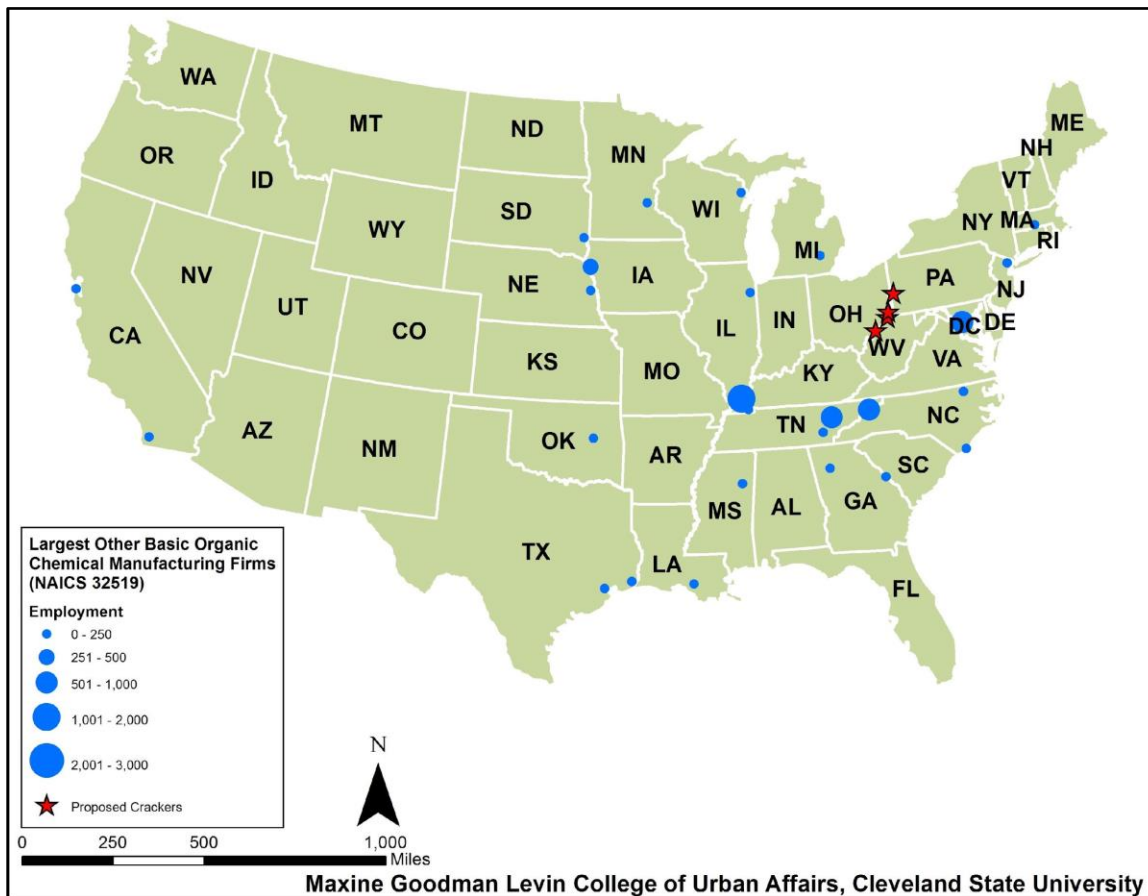 WA
MT
ND
MN
ME
OR
ID
SD
WI
NH
VT
NY
MA
RI
WY
MI
NV
NE
IA
PA
NJ
UT
CO
IL
IN
OH
DC
DE
CA
WV
VA
KS
MO
KY
AZ
NM
OK
AR
TN
NC
SC
MS
AL
GA
TX
LA
FL
Largest Other Basic Organic
Chemical Manufacturing Firms
(NAICS 32519)
Employment
0 - 250
251 - 500
501 - 1,000
1,001 - 2,000
2,001 - 3,000
Proposed Crackers
N
0 250 500 1,000
Miles
Maxine Goodman Levin College of Urban Affairs, Cleveland State University